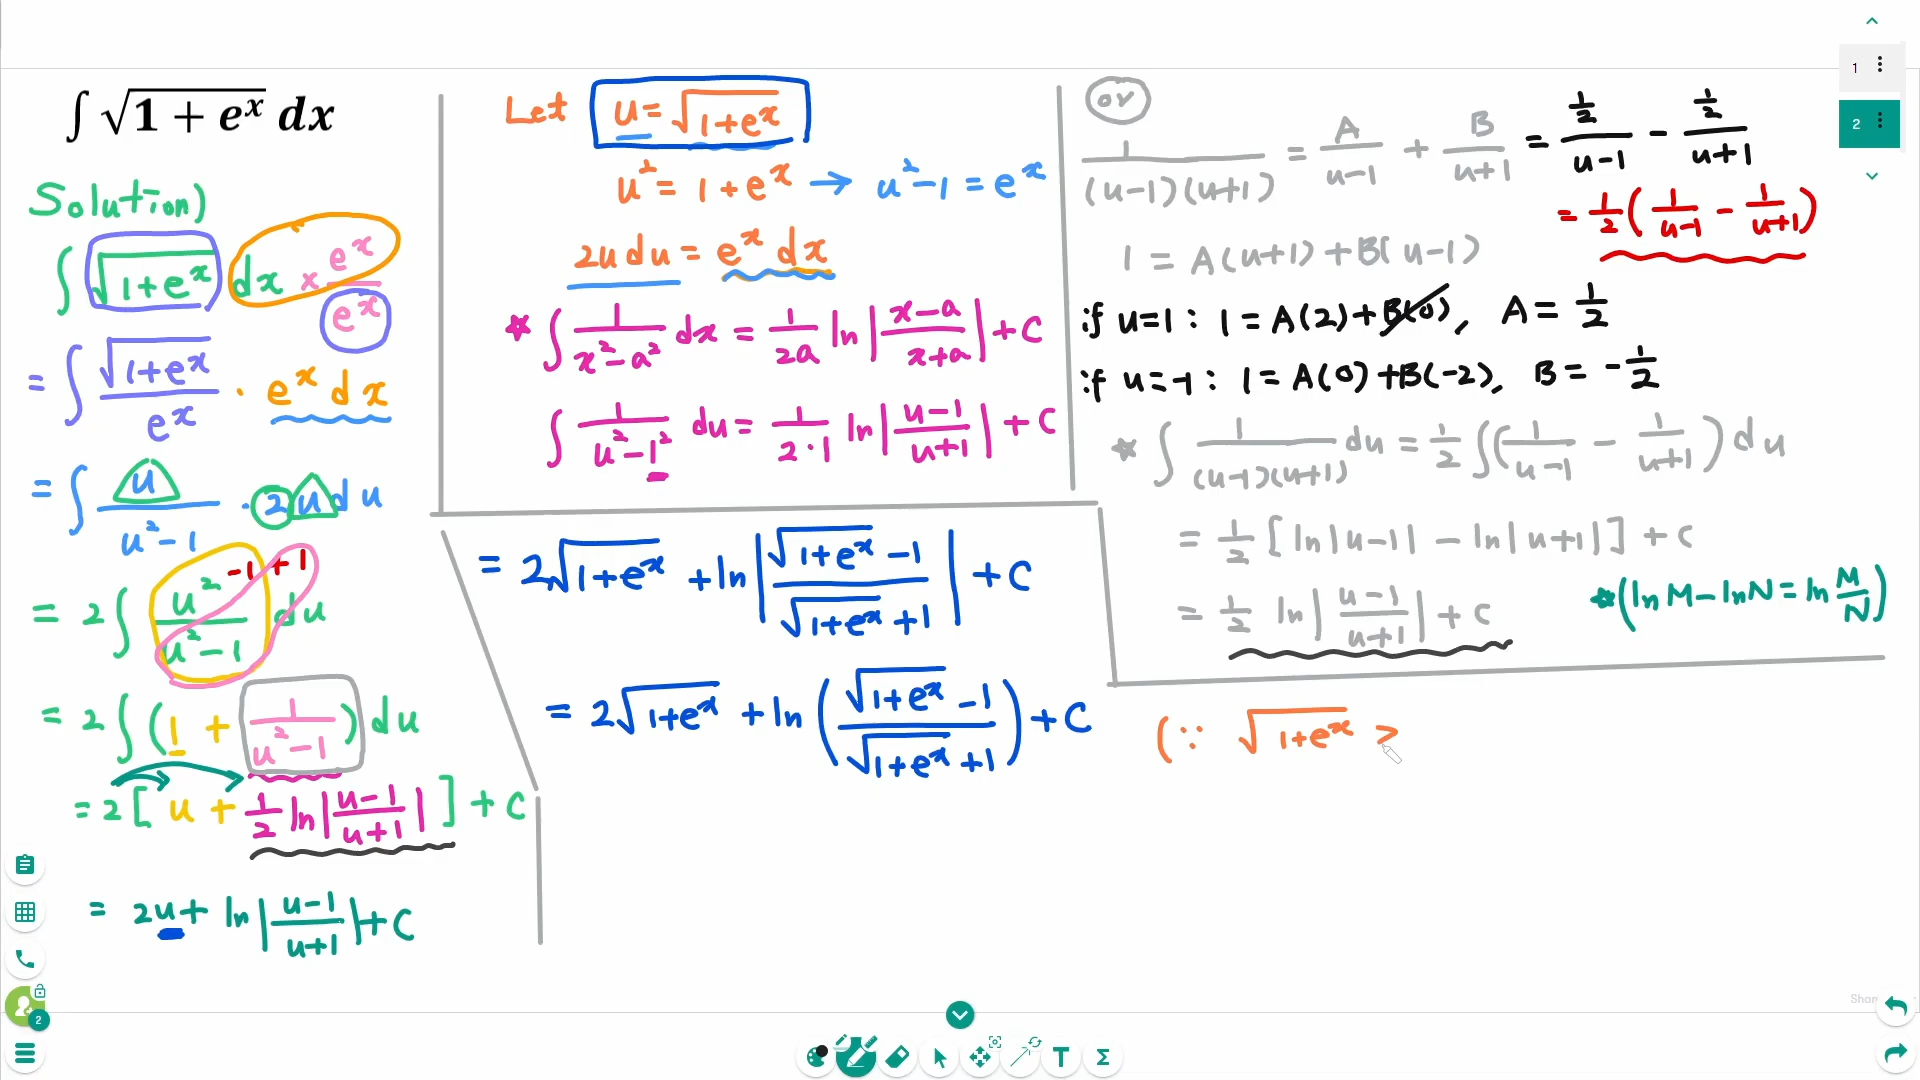 ∫ √(1 + e^x) dx
Solution)
∫ √(1+e^x) dx × e^x/e^x
= ∫ √(1+e^x)/e^x · e^x dx
= ∫ u/(u²-1) · 2u du
= 2∫ (u² -1 +1)/(u²-1) du
= 2∫ (1 + 1/(u²-1)) du
= 2[u + 1/2 ln|(u-1)/(u+1)|] + C
= 2u + ln|(u-1)/(u+1)| + C
Let u = √(1+e^x)
u² = 1 + e^x → u²-1 = e^x
2u du = e^x dx
* ∫ 1/(x²-a²) dx = 1/(2a) ln|(x-a)/(x+a)| + C
∫ 1/(u²-1²) du = 1/(2·1) ln|(u-1)/(u+1)| + C
= 2√(1+e^x) + ln|(√(1+e^x) -1)/(√(1+e^x) +1)| + C
= 2√(1+e^x) + ln((√(1+e^x) -1)/(√(1+e^x) +1)) + C
or
1/((u-1)(u+1)) = A/(u-1) + B/(u+1) = (1/2)/(u-1) - (1/2)/(u+1)
= 1/2 (1/(u-1) - 1/(u+1))
1 = A(u+1) + B(u-1)
if u=1 : 1 = A(2) + B(0), A = 1/2
if u=-1 : 1 = A(0) + B(-2), B = -1/2
* ∫ 1/((u-1)(u+1)) du = 1/2 ∫(1/(u-1) - 1/(u+1)) du
= 1/2 [ln|u-1| - ln|u+1|] + C
= 1/2 ln|(u-1)/(u+1)| + C
*(ln M - ln N = ln M/N)
(∵ √(1+e^x) >
1
2
2
T
Σ